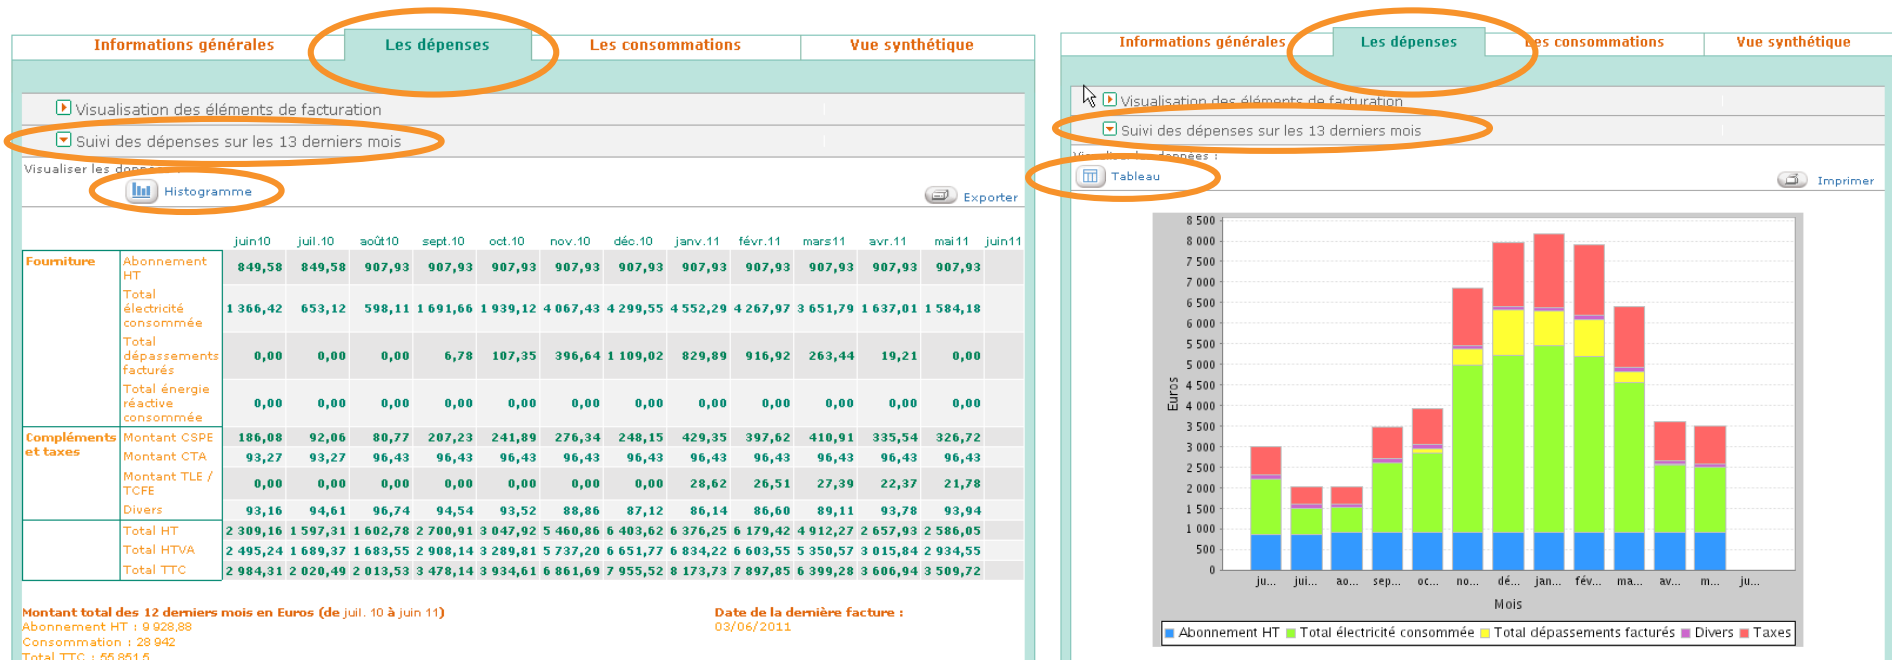 Informations générales Les dépenses Les consommations Vue synthétique
Visualisation des éléments de facturation
Suivi des dépenses sur les 13 derniers mois
Visualiser les données :
Histogramme
Exporter
juin10 juil.10 août10 sept.10 oct.10 nov.10 déc.10 janv.11 févr.11 mars11 avr.11 mai11 juin11
Fourniture Abonnement
HT
849,58 849,58 907,93 907,93 907,93 907,93 907,93 907,93 907,93 907,93 907,93 907,93
Total
électricité
consommée
1 366,42 653,12 598,11 1 691,66 1 939,12 4 067,43 4 299,55 4 552,29 4 267,97 3 651,79 1 637,01 1 584,18
Total
dépassements
facturés
0,00 0,00 0,00 6,78 107,35 396,64 1 109,02 829,89 916,92 263,44 19,21 0,00
Total énergie
réactive
consommée
0,00 0,00 0,00 0,00 0,00 0,00 0,00 0,00 0,00 0,00 0,00 0,00
Compléments
et taxes
Montant CSPE 186,08 92,06 80,77 207,23 241,89 276,34 248,15 429,35 397,62 410,91 335,54 326,72
Montant CTA 93,27 93,27 96,43 96,43 96,43 96,43 96,43 96,43 96,43 96,43 96,43 96,43
Montant TLE /
TCFE
0,00 0,00 0,00 0,00 0,00 0,00 0,00 28,62 26,51 27,39 22,37 21,78
Divers 93,16 94,61 96,74 94,54 93,52 88,86 87,12 86,14 86,60 89,11 93,78 93,94
Total HT 2 309,16 1 597,31 1 602,78 2 700,91 3 047,92 5 460,86 6 403,62 6 376,25 6 179,42 4 912,27 2 657,93 2 586,05
Total HTVA 2 495,24 1 689,37 1 683,55 2 908,14 3 289,81 5 737,20 6 651,77 6 834,22 6 603,55 5 350,57 3 015,84 2 934,55
Total TTC 2 984,31 2 020,49 2 013,53 3 478,14 3 934,61 6 861,69 7 955,52 8 173,73 7 897,85 6 399,28 3 606,94 3 509,72
Montant total des 12 derniers mois en Euros (de juil. 10 à juin 11)
Abonnement HT : 9 928,88
Consommation : 28 942
Total TTC : 55 851,5
Date de la dernière facture :
03/06/2011
Informations générales Les dépenses Les consommations Vue synthétique
Visualisation des éléments de facturation
Suivi des dépenses sur les 13 derniers mois
Visualiser les données :
Tableau
Imprimer
8 500
8 000
7 500
7 000
6 500
6 000
5 500
5 000
4 500
4 000
3 500
3 000
2 500
2 000
1 500
1 000
500
0
Euros
ju... jui... ao... sep... oc... no... dé... jan... fév... ma... av... m... ju...
Mois
Abonnement HT Total électricité consommée Total dépassements facturés Divers Taxes